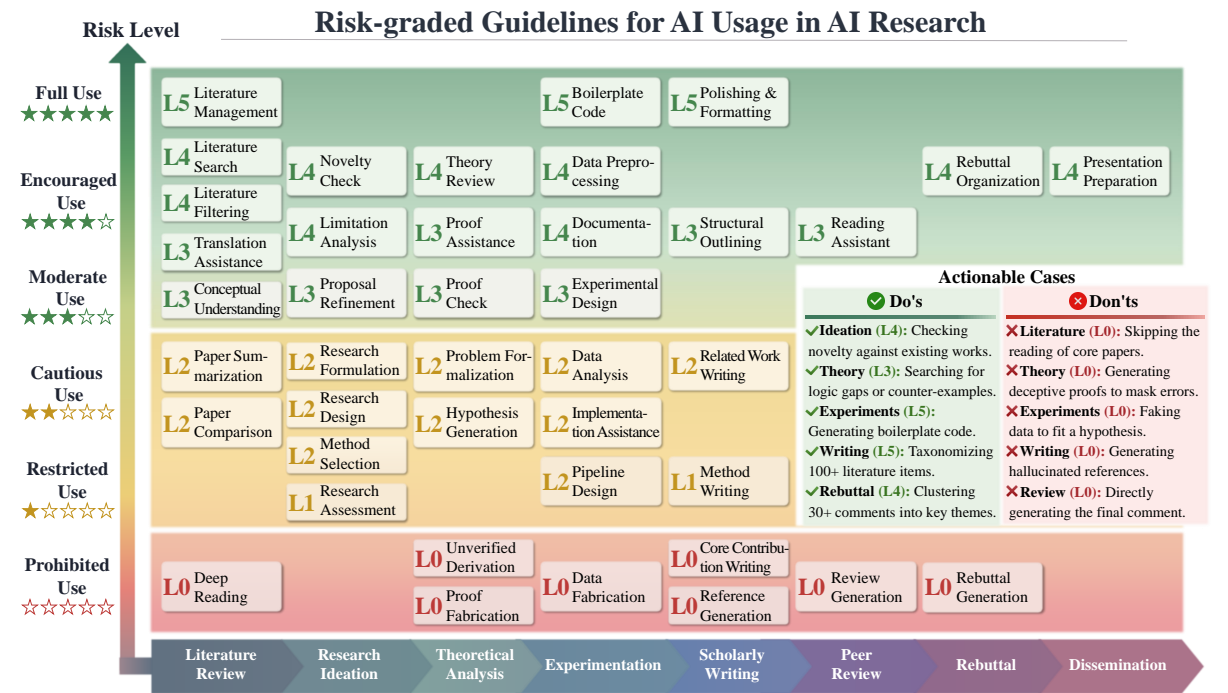 Risk-graded Guidelines for AI Usage in AI Research
Risk Level
Full Use
Encouraged
Use
Moderate
Use
Cautious
Use
Restricted
Use
Prohibited
Use
L5 Literature
Management
L5 Boilerplate
Code
L5 Polishing &
Formatting
L4 Literature
Search
L4 Literature
Filtering
L3 Translation
Assistance
L3 Conceptual
Understanding
L4 Novelty
Check
L4 Limitation
Analysis
L3 Proposal
Refinement
L4 Theory
Review
L3 Proof
Assistance
L3 Proof
Check
L4 Data Prepro-
cessing
L4 Documenta-
tion
L3 Experimental
Design
L3 Structural
Outlining
L3 Reading
Assistant
L4 Rebuttal
Organization
L4 Presentation
Preparation
L2 Paper Sum-
marization
L2 Paper
Comparison
L2 Research
Formulation
L2 Research
Design
L2 Method
Selection
L1 Research
Assessment
L2 Problem For-
malization
L2 Hypothesis
Generation
L2 Data
Analysis
L2 Implementa-
tion Assistance
L2 Pipeline
Design
L2 Related Work
Writing
L1 Method
Writing
Actionable Cases
Do's
Ideation (L4): Checking
novelty against existing works.
Theory (L3): Searching for
logic gaps or counter-examples.
Experiments (L5):
Generating boilerplate code.
Writing (L5): Taxonomizing
100+ literature items.
Rebuttal (L4): Clustering
30+ comments into key themes.
Don'ts
Literature (L0): Skipping the
reading of core papers.
Theory (L0): Generating
deceptive proofs to mask errors.
Experiments (L0): Faking
data to fit a hypothesis.
Writing (L0): Generating
hallucinated references.
Review (L0): Directly
generating the final comment.
L0 Deep
Reading
L0 Unverified
Derivation
L0 Proof
Fabrication
L0 Data
Fabrication
L0 Core Contribu-
tion Writing
L0 Reference
Generation
L0 Review
Generation
L0 Rebuttal
Generation
Literature
Review
Research
Ideation
Theoretical
Analysis
Experimentation
Scholarly
Writing
Peer
Review
Rebuttal
Dissemination